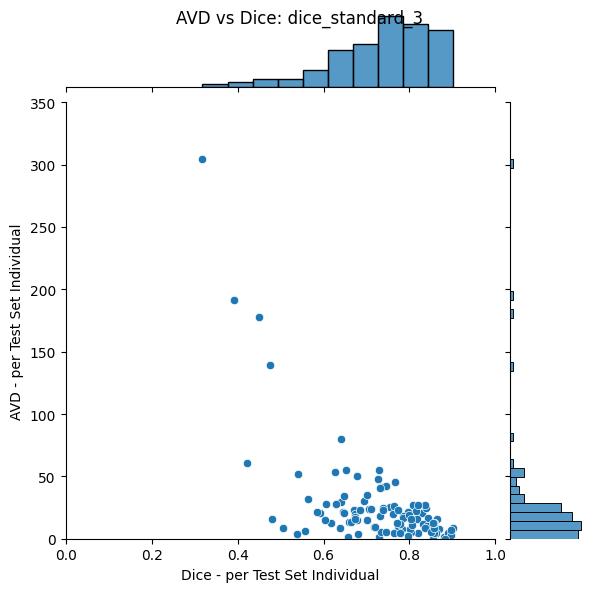 AVD vs Dice: dice_standard_3
350
300
250
200
150
100
50
0
AVD - per Test Set Individual
0.0 0.2 0.4 0.6 0.8 1.0
Dice - per Test Set Individual